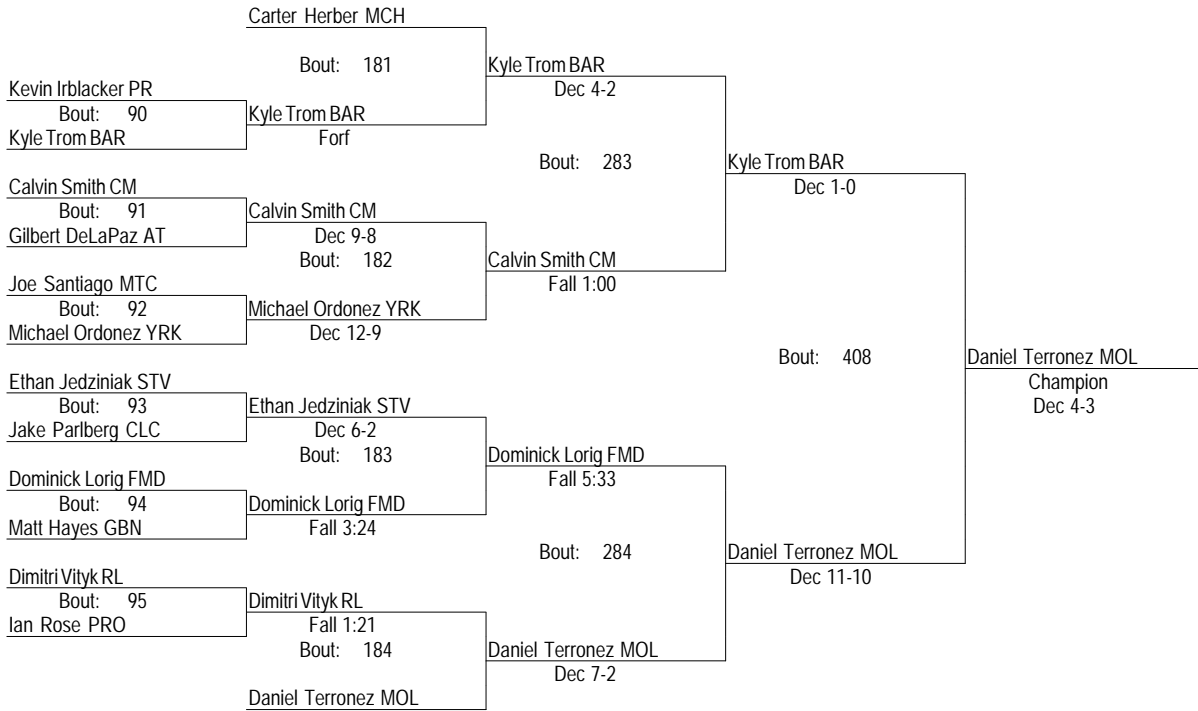 Carter Herber MCH
Bout: 181
Kyle Trom BAR
Dec 4-2
Kevin Irblacker PR
Bout: 90
Kyle Trom BAR
Kyle Trom BAR
Forf
Bout: 283
Kyle Trom BAR
Dec 1-0
Calvin Smith CM
Bout: 91
Gilbert DeLaPaz AT
Calvin Smith CM
Dec 9-8
Bout: 182
Calvin Smith CM
Fall 1:00
Joe Santiago MTC
Bout: 92
Michael Ordonez YRK
Michael Ordonez YRK
Dec 12-9
Bout: 408
Daniel Terronez MOL
Champion
Dec 4-3
Ethan Jedziniak STV
Bout: 93
Jake Parlberg CLC
Ethan Jedziniak STV
Dec 6-2
Bout: 183
Dominick Lorig FMD
Fall 5:33
Dominick Lorig FMD
Bout: 94
Matt Hayes GBN
Dominick Lorig FMD
Fall 3:24
Bout: 284
Daniel Terronez MOL
Dec 11-10
Dimitri Vityk RL
Bout: 95
Ian Rose PRO
Dimitri Vityk RL
Fall 1:21
Bout: 184
Daniel Terronez MOL
Dec 7-2
Daniel Terronez MOL